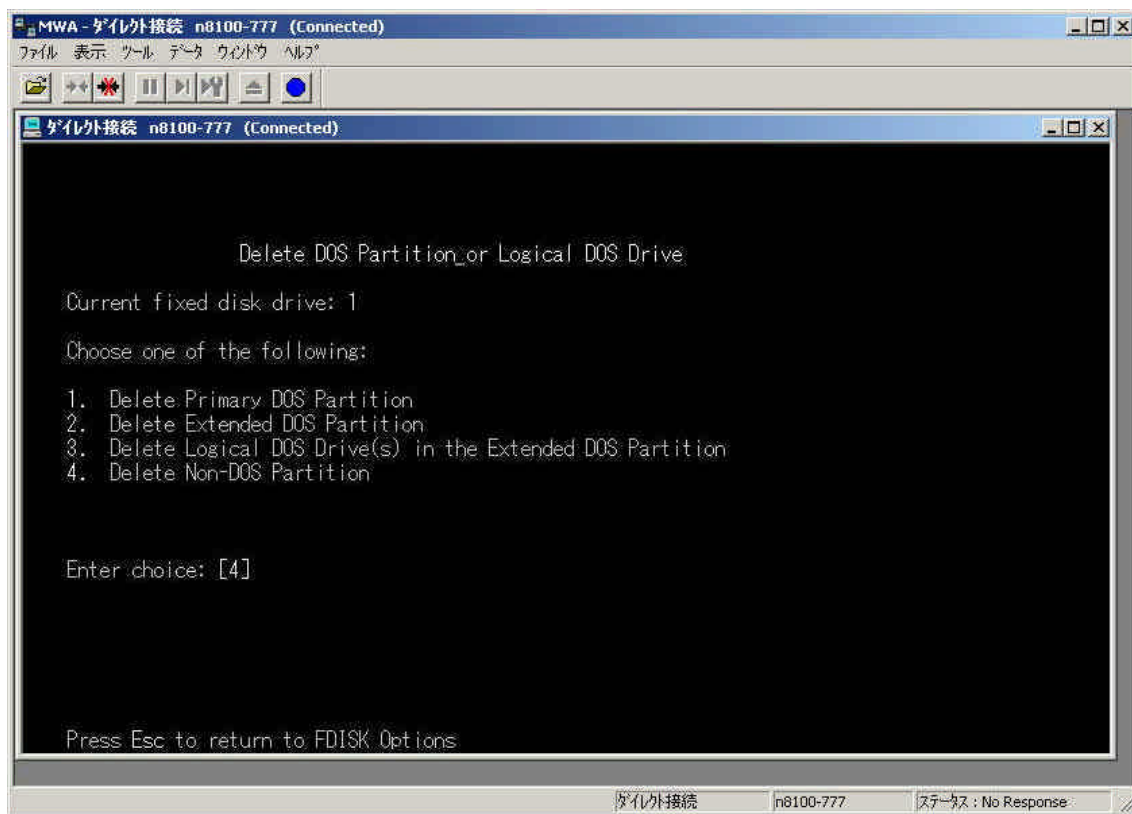 MWA - ﾀﾞｲﾚｸﾄ接続 n8100-777 (Connected)
ファイル 表示 ツール データ ウィンドウ ヘルプ
ﾀﾞｲﾚｸﾄ接続 n8100-777 (Connected)
Delete DOS Partition_or Logical DOS Drive
Current fixed disk drive: 1
Choose one of the following:
1. Delete Primary DOS Partition
2. Delete Extended DOS Partition
3. Delete Logical DOS Drive(s) in the Extended DOS Partition
4. Delete Non-DOS Partition
Enter choice: [4]
Press Esc to return to FDISK Options
ﾀﾞｲﾚｸﾄ接続 n8100-777 ステータス : No Response